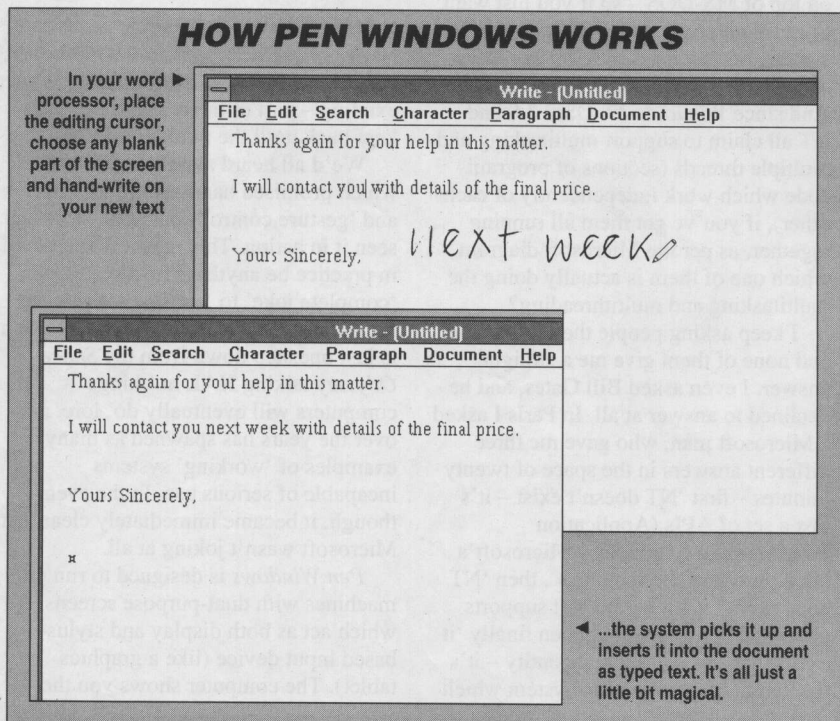 HOW PEN WINDOWS WORKS
In your word
processor, place
the editing cursor,
choose any blank
part of the screen
and hand-write on
your new text
Write - (Untitled)
File Edit Search Character Paragraph Document Help
Thanks again for your help in this matter.
I will contact you with details of the final price.
next week
Yours Sincerely,
Write - (Untitled)
File Edit Search Character Paragraph Document Help
Thanks again for your help in this matter.
I will contact you next week with details of the final price.
Yours Sincerely,
¤
...the system picks it up and
inserts it into the document
as typed text. It's all just a
little bit magical.